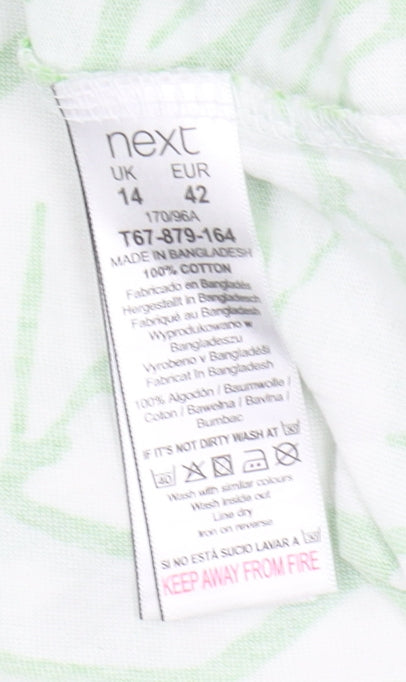 next
UK EUR
14 42
170/96A
T67-879-164
MADE IN BANGLADESH
100% COTTON
Fabricado en Bangladés
Hergestellt in Bangladesch
Fabriqué au Bangladesh
Wyprodukowano w
Bangladeszu
Vyrobeno v Bangladéši
Fabricat în Bangladesh
100% Algodón / Baumwolle /
Coton / Bawełna / Bavlna /
Bumbac
IF IT'S NOT DIRTY WASH AT 30
40
Wash with similar colours
Wash inside out
Line dry
Iron on reverse
SI NO ESTÁ SUCIO LAVAR A 30
KEEP AWAY FROM FIRE